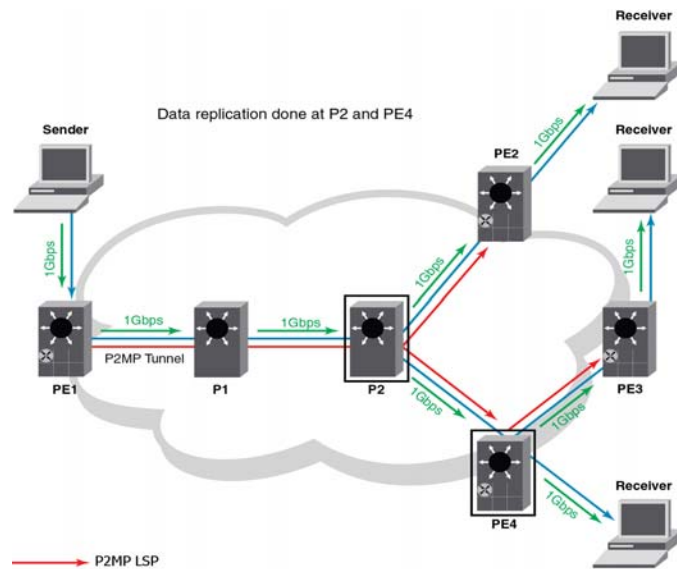 Receiver
Data replication done at P2 and PE4
1Gbps
Sender
Receiver
PE2
1Gbps
1Gbps
1Gbps
1Gbps
1Gbps
P2MP Tunnel
PE1
P1
P2
PE3
1Gbps
1Gbps
Receiver
PE4
1Gbps
P2MP LSP